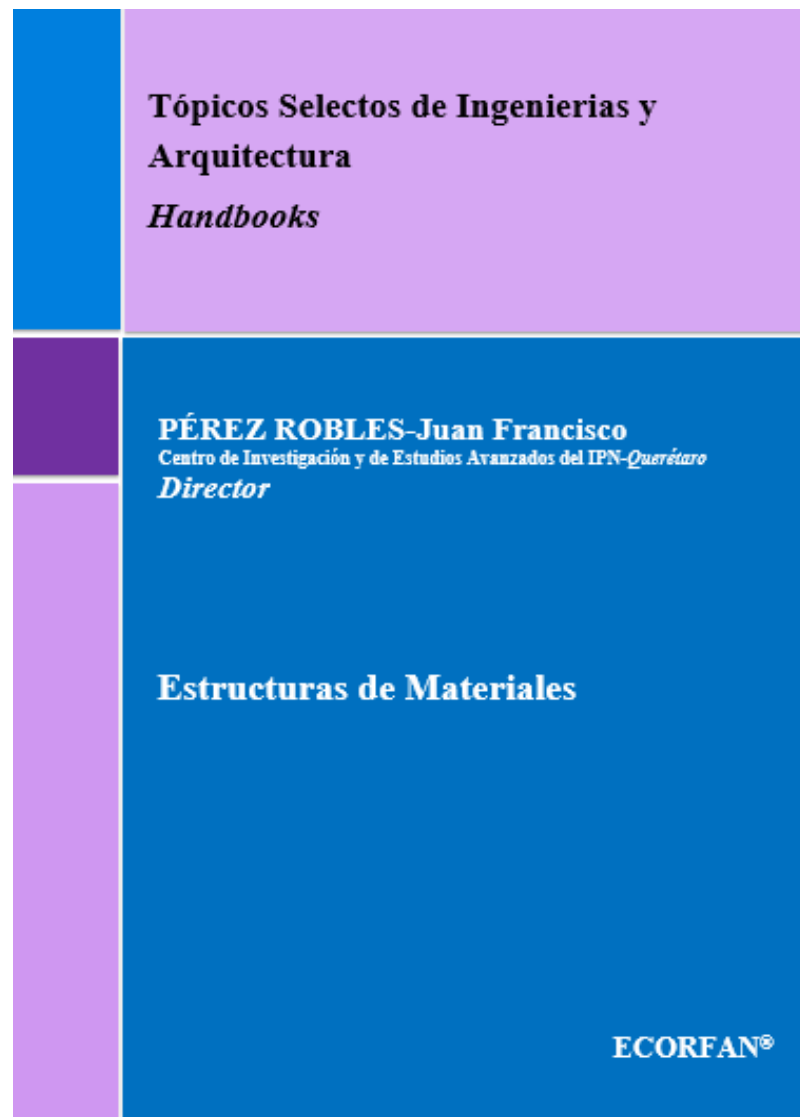 Tópicos Selectos de Ingenierias y
Arquitectura
Handbooks
PÉREZ ROBLES-Juan Francisco
Centro de Investigación y de Estudios Avanzados del IPN-Querétaro
Director
Estructuras de Materiales
ECORFAN®